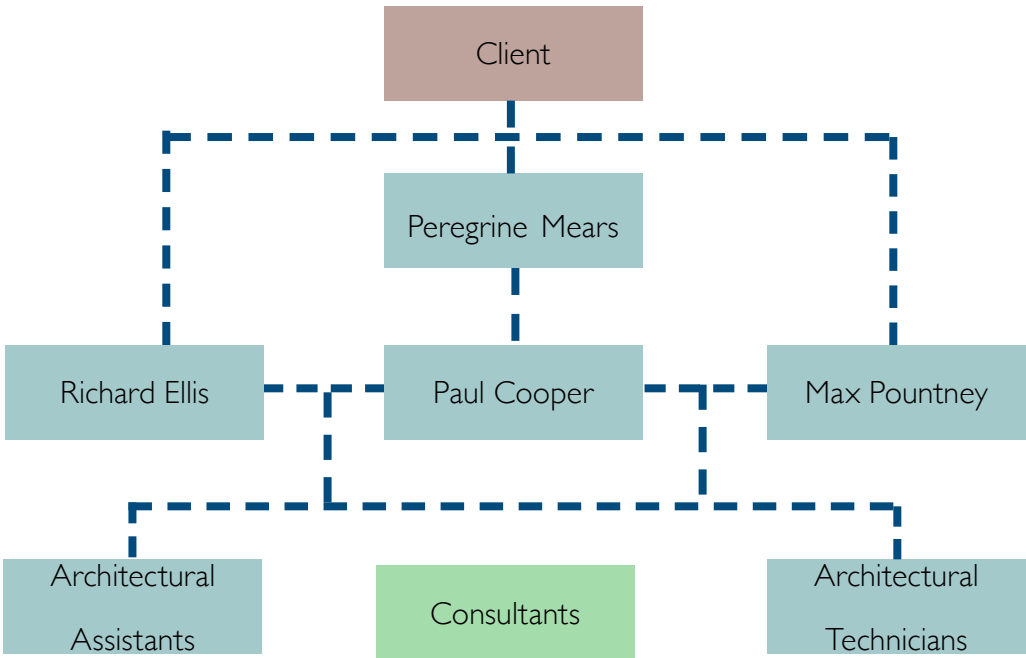 Client
Peregrine Mears
Richard Ellis
Paul Cooper
Max Pountney
Architectural
Assistants
Consultants
Architectural
Technicians